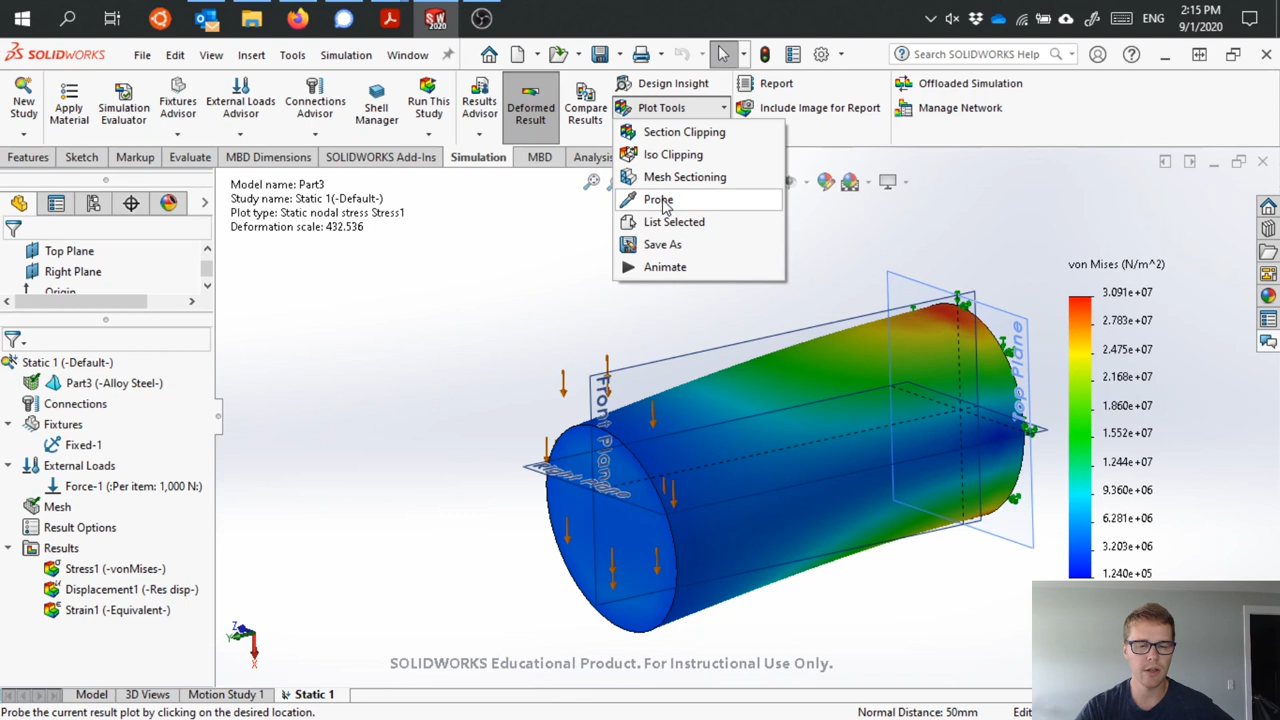 2:15 PM
ENG
9/1/2020
SW
2020
SOLIDWORKS
File
Edit
View
Insert
Tools
Simulation
Window
Search SOLIDWORKS Help
New Study
Apply Material
Simulation Evaluator
Fixtures Advisor
External Loads Advisor
Connections Advisor
Shell Manager
Run This Study
Results Advisor
Deformed Result
Compare Results
Design Insight
Plot Tools
Report
Include Image for Report
Offloaded Simulation
Manage Network
Section Clipping
Iso Clipping
Mesh Sectioning
Probe
List Selected
Save As
Animate
Features
Sketch
Markup
Evaluate
MBD Dimensions
SOLIDWORKS Add-Ins
Simulation
MBD
Analysis
Model name: Part3
Study name: Static 1(-Default-)
Plot type: Static nodal stress Stress1
Deformation scale: 432.536
Top Plane
Right Plane
Origin
Static 1 (-Default-)
Part3 (-Alloy Steel-)
Connections
Fixtures
Fixed-1
External Loads
Force-1 (:Per item: 1,000 N:)
Mesh
Result Options
Results
Stress1 (-vonMises-)
Displacement1 (-Res disp-)
Strain1 (-Equivalent-)
Front Plane
Right Plane
Top Plane
von Mises (N/m^2)
3.091e+07
2.783e+07
2.475e+07
2.168e+07
1.860e+07
1.552e+07
1.244e+07
9.360e+06
6.281e+06
3.203e+06
1.240e+05
Z
Y
X
SOLIDWORKS Educational Product. For Instructional Use Only.
Model
3D Views
Motion Study 1
Static 1
Probe the current result plot by clicking on the desired location.
Normal Distance: 50mm